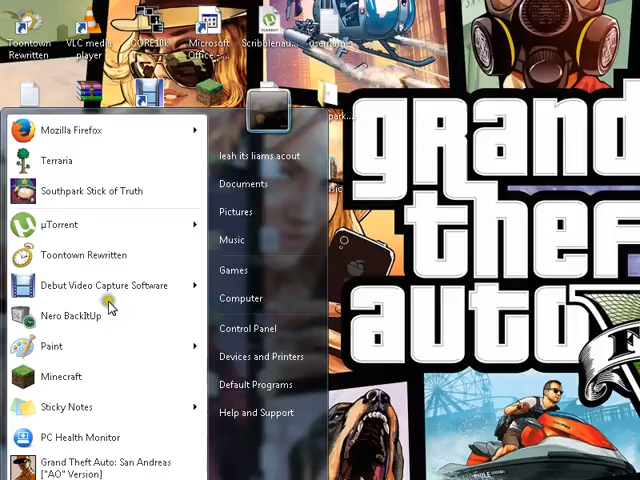 Toontown
Rewritten
VLC media
player
CORE10k
Microsoft
Office ...
Scribblenau...
username
Mozilla Firefox
Terraria
Southpark Stick of Truth
µTorrent
Toontown Rewritten
Debut Video Capture Software
Nero BackItUp
Paint
Minecraft
Sticky Notes
PC Health Monitor
Grand Theft Auto: San Andreas
["AO" Version]
leah its liams acout
Documents
Pictures
Music
Games
Computer
Control Panel
Devices and Printers
Default Programs
Help and Support
grand
theft
auto